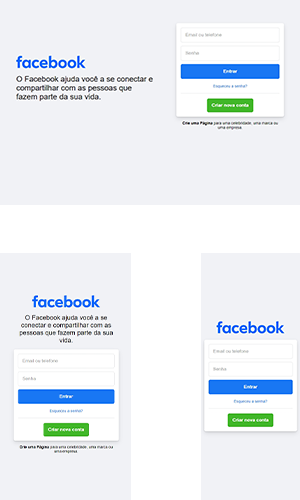 facebook
O Facebook ajuda você a se conectar e
compartilhar com as pessoas que
fazem parte da sua vida.
Email ou telefone
Senha
Entrar
Esqueceu a senha?
Criar nova conta
Crie uma Página para uma celebridade, uma marca ou
uma empresa.
facebook
O Facebook ajuda você a se
conectar e compartilhar com as
pessoas que fazem parte da sua
vida.
Email ou telefone
Senha
Entrar
Esqueceu a senha?
Criar nova conta
Crie uma Página para uma celebridade, uma marca ou
uma empresa.
facebook
Email ou telefone
Senha
Entrar
Esqueceu a senha?
Criar nova conta